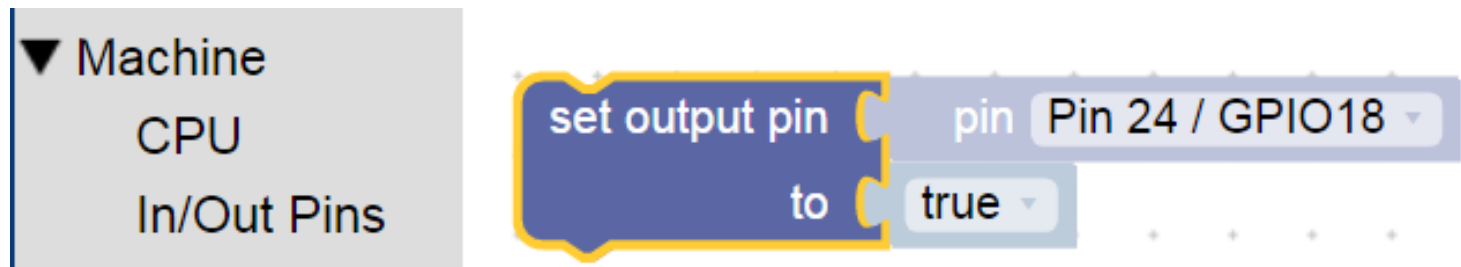 Machine
CPU
In/Out Pins
set output pin pin Pin 24 / GPIO18
to true